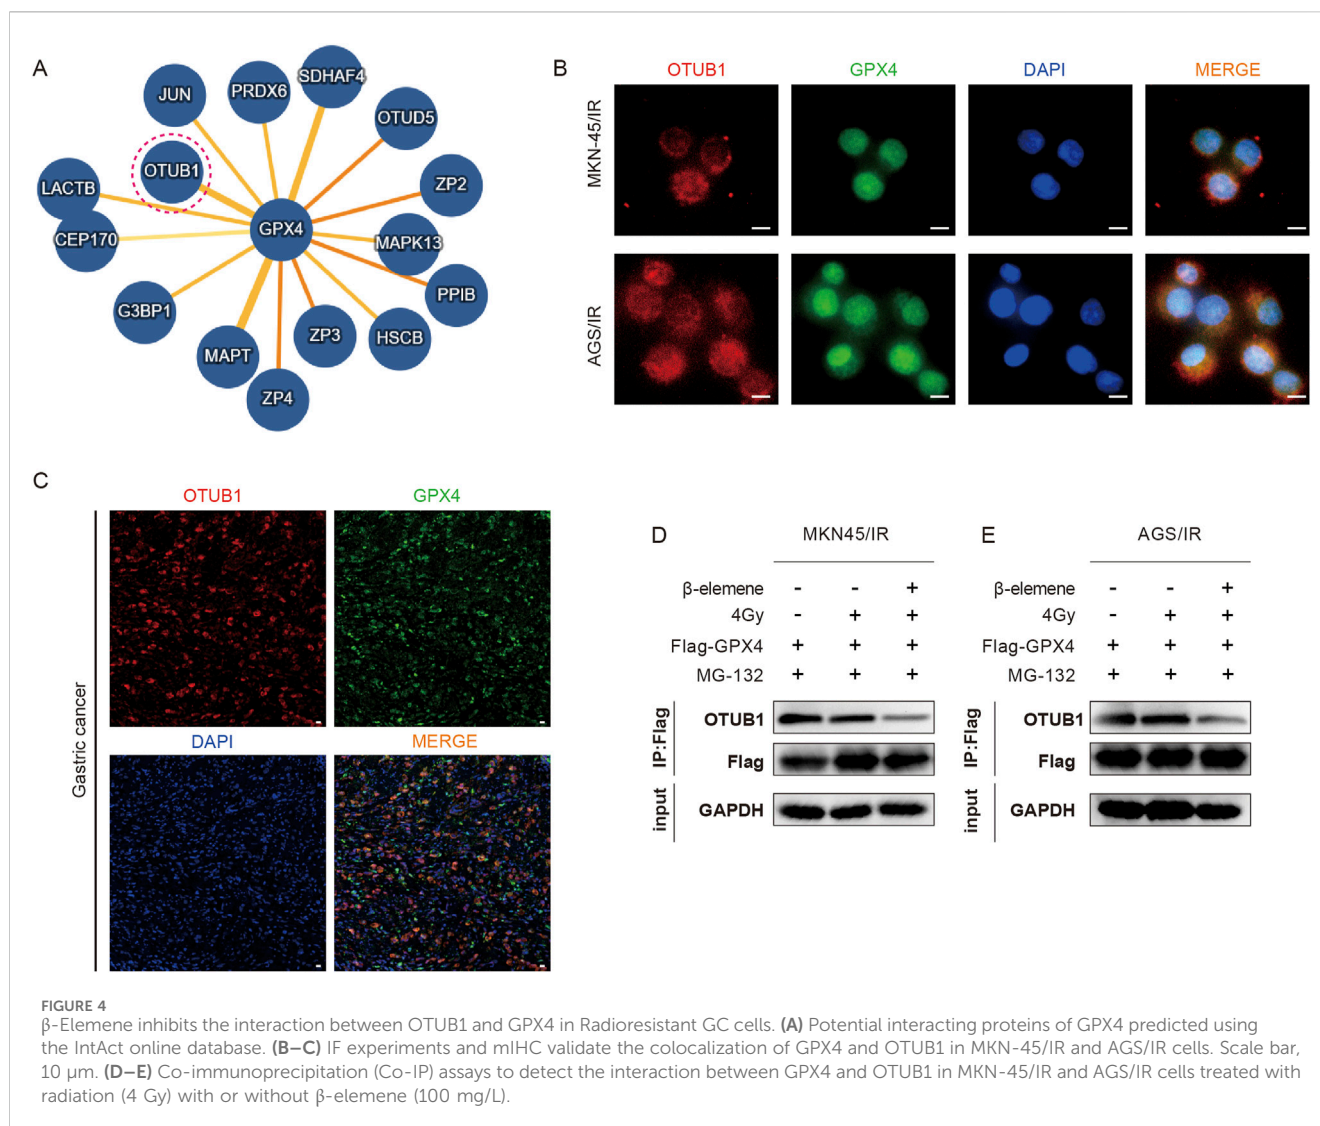 A
SDHAF4
PRDX6
JUN
OTUD5
OTUB1
LACTB
ZP2
GPX4
CEP170
MAPK13
PPIB
G3BP1
ZP3
HSCB
MAPT
ZP4
B
OTUB1 GPX4 DAPI MERGE
MKN-45/IR
AGS/IR
C
OTUB1 GPX4
DAPI MERGE
Gastric cancer
D
MKN45/IR
β-elemene - - +
4Gy - + +
Flag-GPX4 + + +
MG-132 + + +
IP:Flag
OTUB1
Flag
input
GAPDH
E
AGS/IR
β-elemene - - +
4Gy - + +
Flag-GPX4 + + +
MG-132 + + +
IP:Flag
OTUB1
Flag
input
GAPDH
FIGURE 4
β-Elemene inhibits the interaction between OTUB1 and GPX4 in Radioresistant GC cells. (A) Potential interacting proteins of GPX4 predicted using
the IntAct online database. (B–C) IF experiments and mIHC validate the colocalization of GPX4 and OTUB1 in MKN-45/IR and AGS/IR cells. Scale bar,
10 μm. (D–E) Co-immunoprecipitation (Co-IP) assays to detect the interaction between GPX4 and OTUB1 in MKN-45/IR and AGS/IR cells treated with
radiation (4 Gy) with or without β-elemene (100 mg/L).